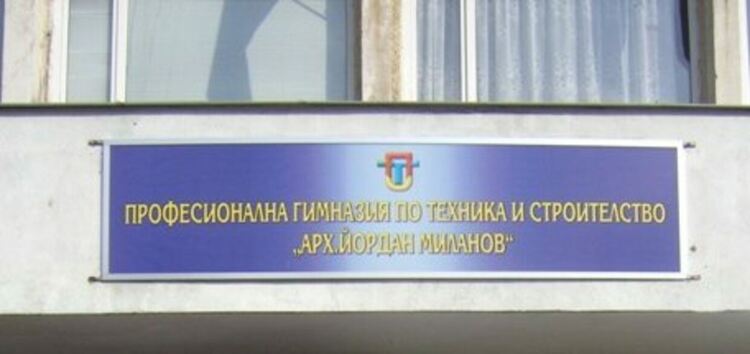 ПРОФЕСИОНАЛНА ГИМНАЗИЯ ПО ТЕХНИКА И СТРОИТЕЛСТВО
„АРХ.ЙОРДАН МИЛАНОВ“